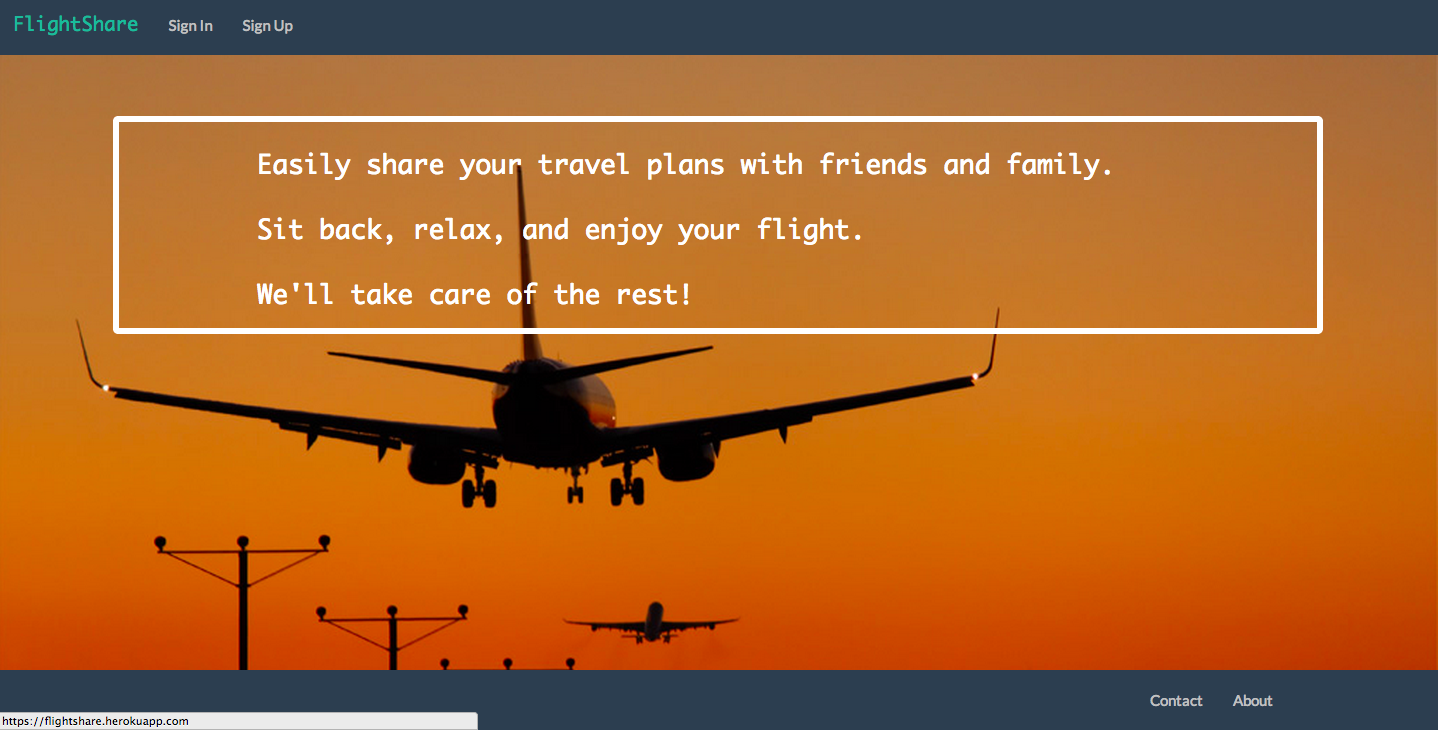 FlightShare Sign In Sign Up
Easily share your travel plans with friends and family.
Sit back, relax, and enjoy your flight.
We'll take care of the rest!
Contact About
https://flightshare.herokuapp.com